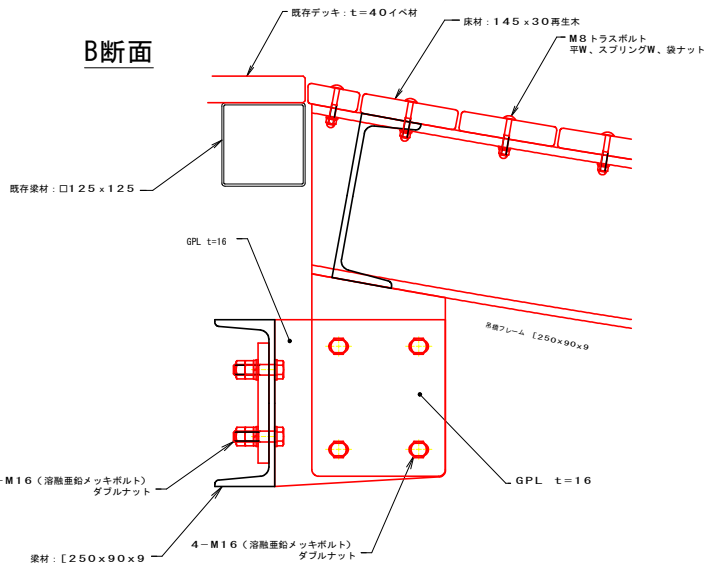 既存デッキ：t=40イペ材
床材：145x30再生木
M8トラスボルト
平W、スプリングW、袋ナット
B断面
既存梁材：□125x125
GPL t=16
吊橋フレーム [250x90x9
-M16（溶融亜鉛メッキボルト）
ダブルナット
GPL t=16
4-M16（溶融亜鉛メッキボルト）
ダブルナット
梁材：[250x90x9